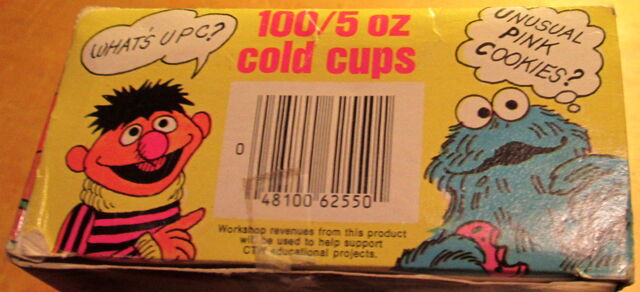 WHAT'S UPC?
100/5 oz
cold cups
UNUSUAL
PINK
COOKIES?
0
48100 62550
Workshop revenues from this product
will be used to help support
CTW educational projects.